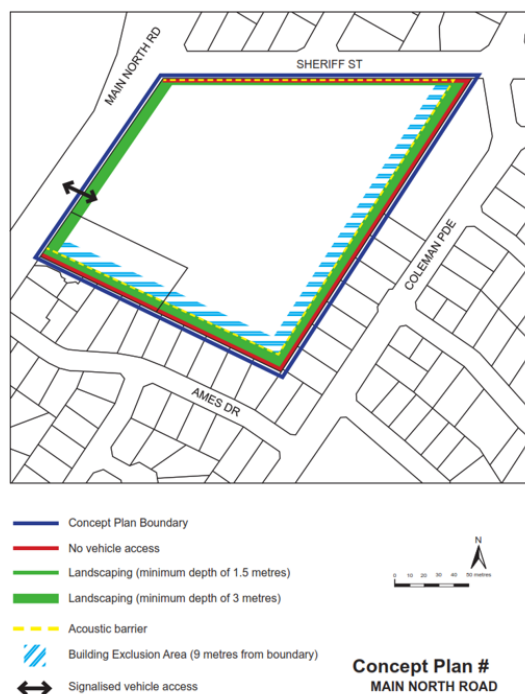 MAIN NORTH RD
SHERIFF ST
COLEMAN PDE
AMES DR
Concept Plan Boundary
No vehicle access
Landscaping (minimum depth of 1.5 metres)
Landscaping (minimum depth of 3 metres)
Acoustic barrier
Building Exclusion Area (9 metres from boundary)
Signalised vehicle access
N
0 10 20 30 40 50 metres
Concept Plan #
MAIN NORTH ROAD